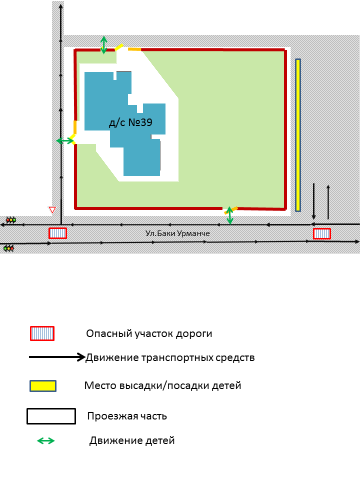 д/с №39
Ул.Баки Урманче
Опасный участок дороги
Движение транспортных средств
Место высадки/посадки детей
Проезжая часть
Движение детей